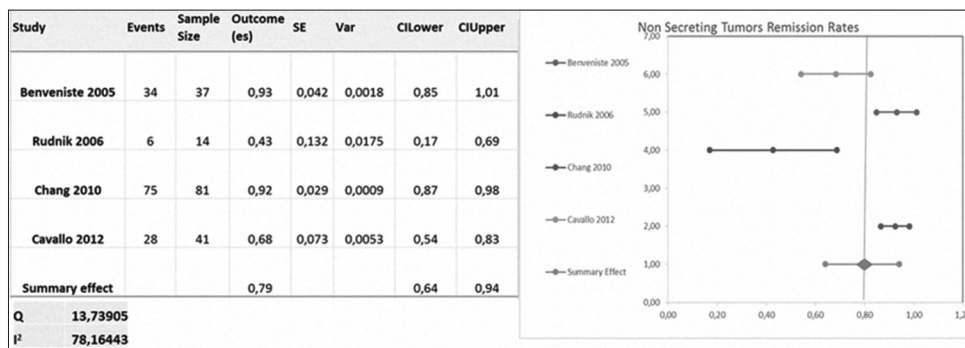 Study Events Sample Size Outcome (es) SE Var CILower CIUpper
Benveniste 2005 34 37 0,93 0,042 0,0018 0,85 1,01
Rudnik 2006 6 14 0,43 0,132 0,0175 0,17 0,69
Chang 2010 75 81 0,92 0,029 0,0009 0,87 0,98
Cavallo 2012 28 41 0,68 0,073 0,0053 0,54 0,83
Summary effect 0,79 0,64 0,94
Q 13,73905
I² 78,16443
Non Secreting Tumors Remission Rates
7,00
6,00
5,00
4,00
3,00
2,00
1,00
0,00
Benveniste 2005
Rudnik 2006
Chang 2010
Cavallo 2012
Summary Effect
0,00 0,20 0,40 0,60 0,80 1,00 1,2